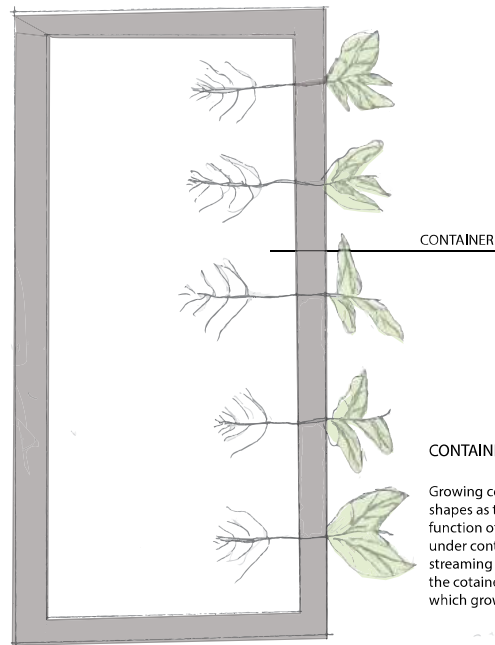 CONTAINER
CONTAINE
Growing co
shapes as t
function of
under cont
streaming
the cotaine
which grow